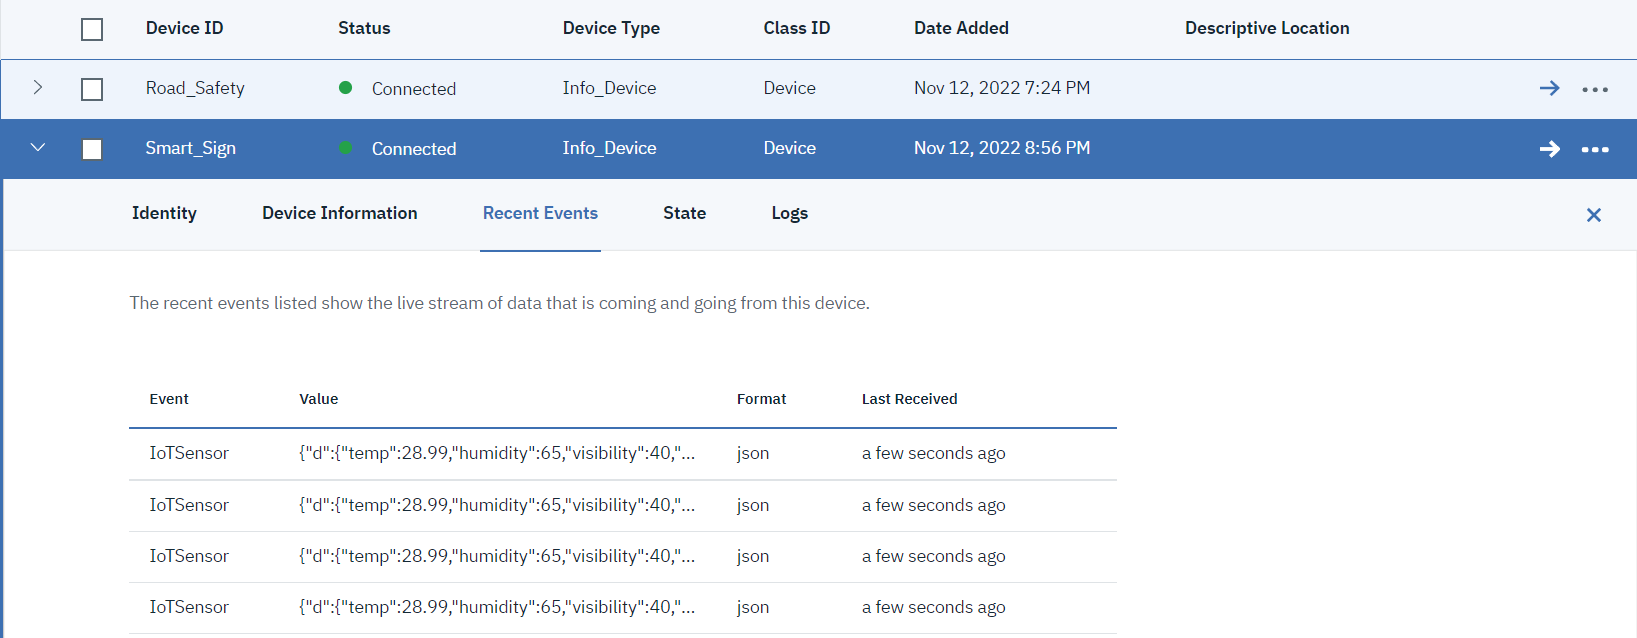 Device ID Status Device Type Class ID Date Added Descriptive Location
Road_Safety Connected Info_Device Device Nov 12, 2022 7:24 PM
Smart_Sign Connected Info_Device Device Nov 12, 2022 8:56 PM
Identity Device Information Recent Events State Logs
The recent events listed show the live stream of data that is coming and going from this device.
Event Value Format Last Received
IoTSensor {"d":{"temp":28.99,"humidity":65,"visibility":40,"... json a few seconds ago
IoTSensor {"d":{"temp":28.99,"humidity":65,"visibility":40,"... json a few seconds ago
IoTSensor {"d":{"temp":28.99,"humidity":65,"visibility":40,"... json a few seconds ago
IoTSensor {"d":{"temp":28.99,"humidity":65,"visibility":40,"... json a few seconds ago